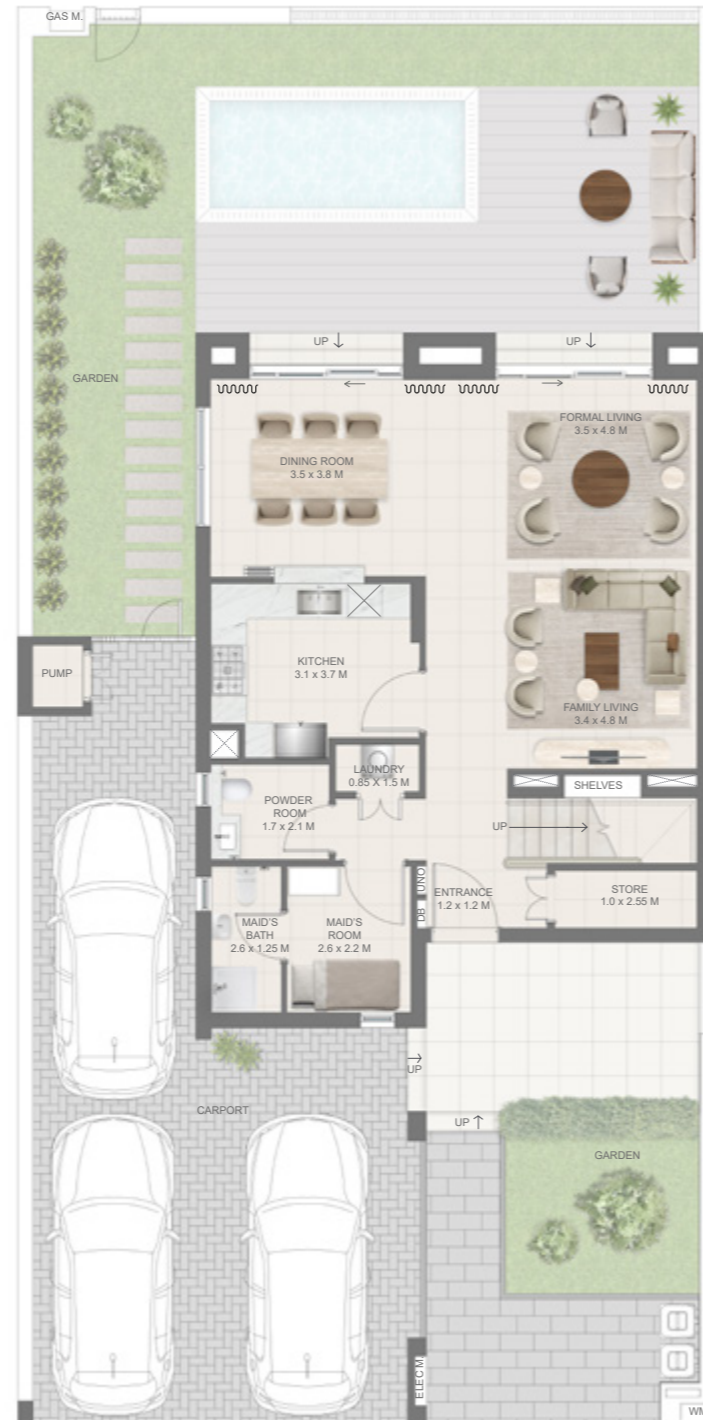 GAS M.
UP
UP
GARDEN
FORMAL LIVING
3.5 x 4.8 M
DINING ROOM
3.5 x 3.8 M
KITCHEN
3.1 x 3.7 M
PUMP
FAMILY LIVING
3.4 x 4.8 M
LAUNDRY
0.85 X 1.5 M
SHELVES
POWDER
ROOM
1.7 x 2.1 M
UP
UNO
DB
ENTRANCE
1.2 x 1.2 M
STORE
1.0 x 2.55 M
MAID'S
BATH
2.6 x 1.25 M
MAID'S
ROOM
2.6 x 2.2 M
UP
CARPORT
UP
GARDEN
ELEC M.
WM